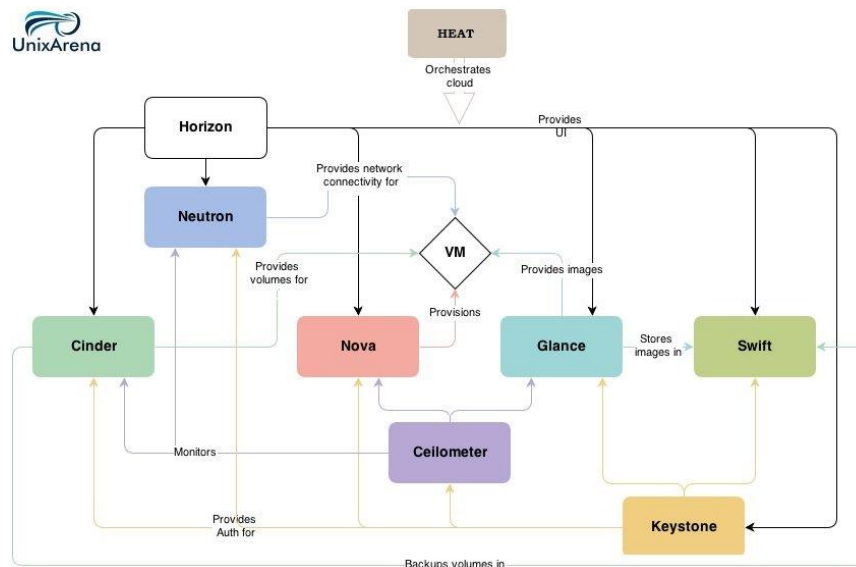 UnixArena
HEAT
Orchestrates
cloud
Horizon
Provides
UI
Provides network
connectivity for
Neutron
VM
Provides
volumes for
Provides images
Provisions
Cinder
Nova
Glance
Stores
images in
Swift
Monitors
Ceilometer
Provides
Auth for
Keystone
Backups volumes in